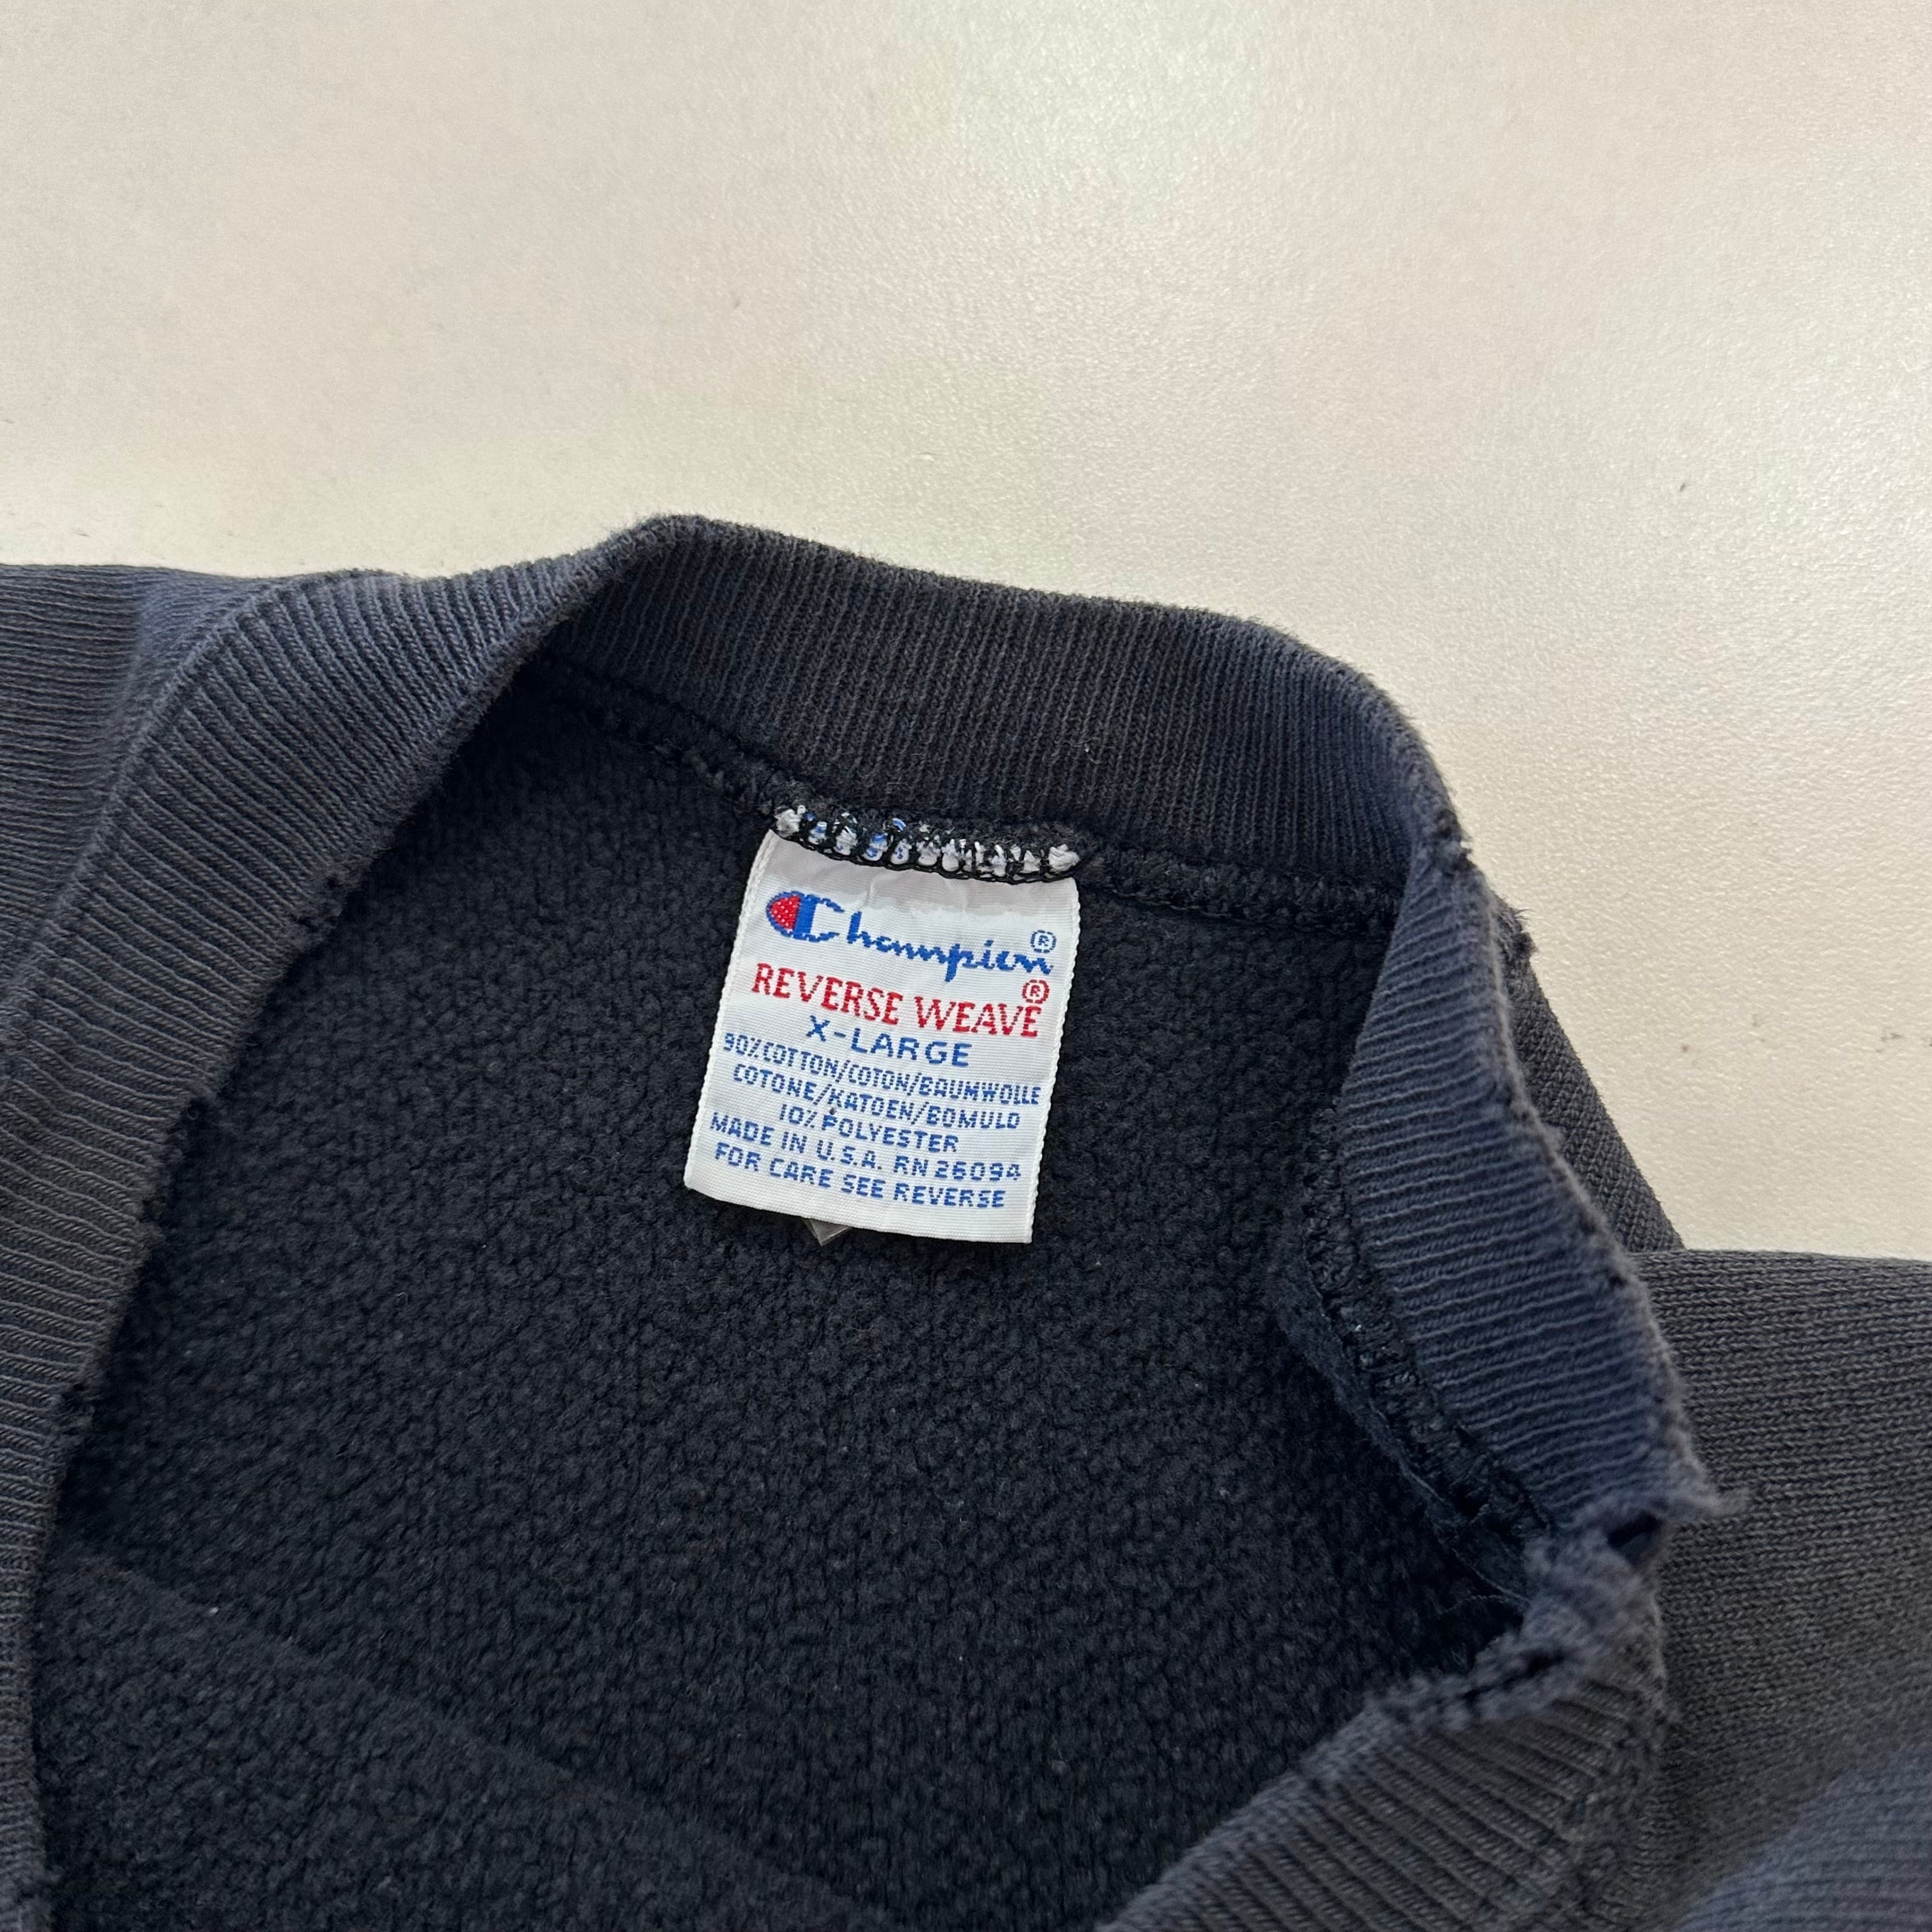 Champion®
REVERSE WEAVE®
X-LARGE
90% COTTON/COTON/BAUMWOLLE
COTONE/KATOEN/BOMULD
10% POLYESTER
MADE IN U.S.A. RN 26094
FOR CARE SEE REVERSE